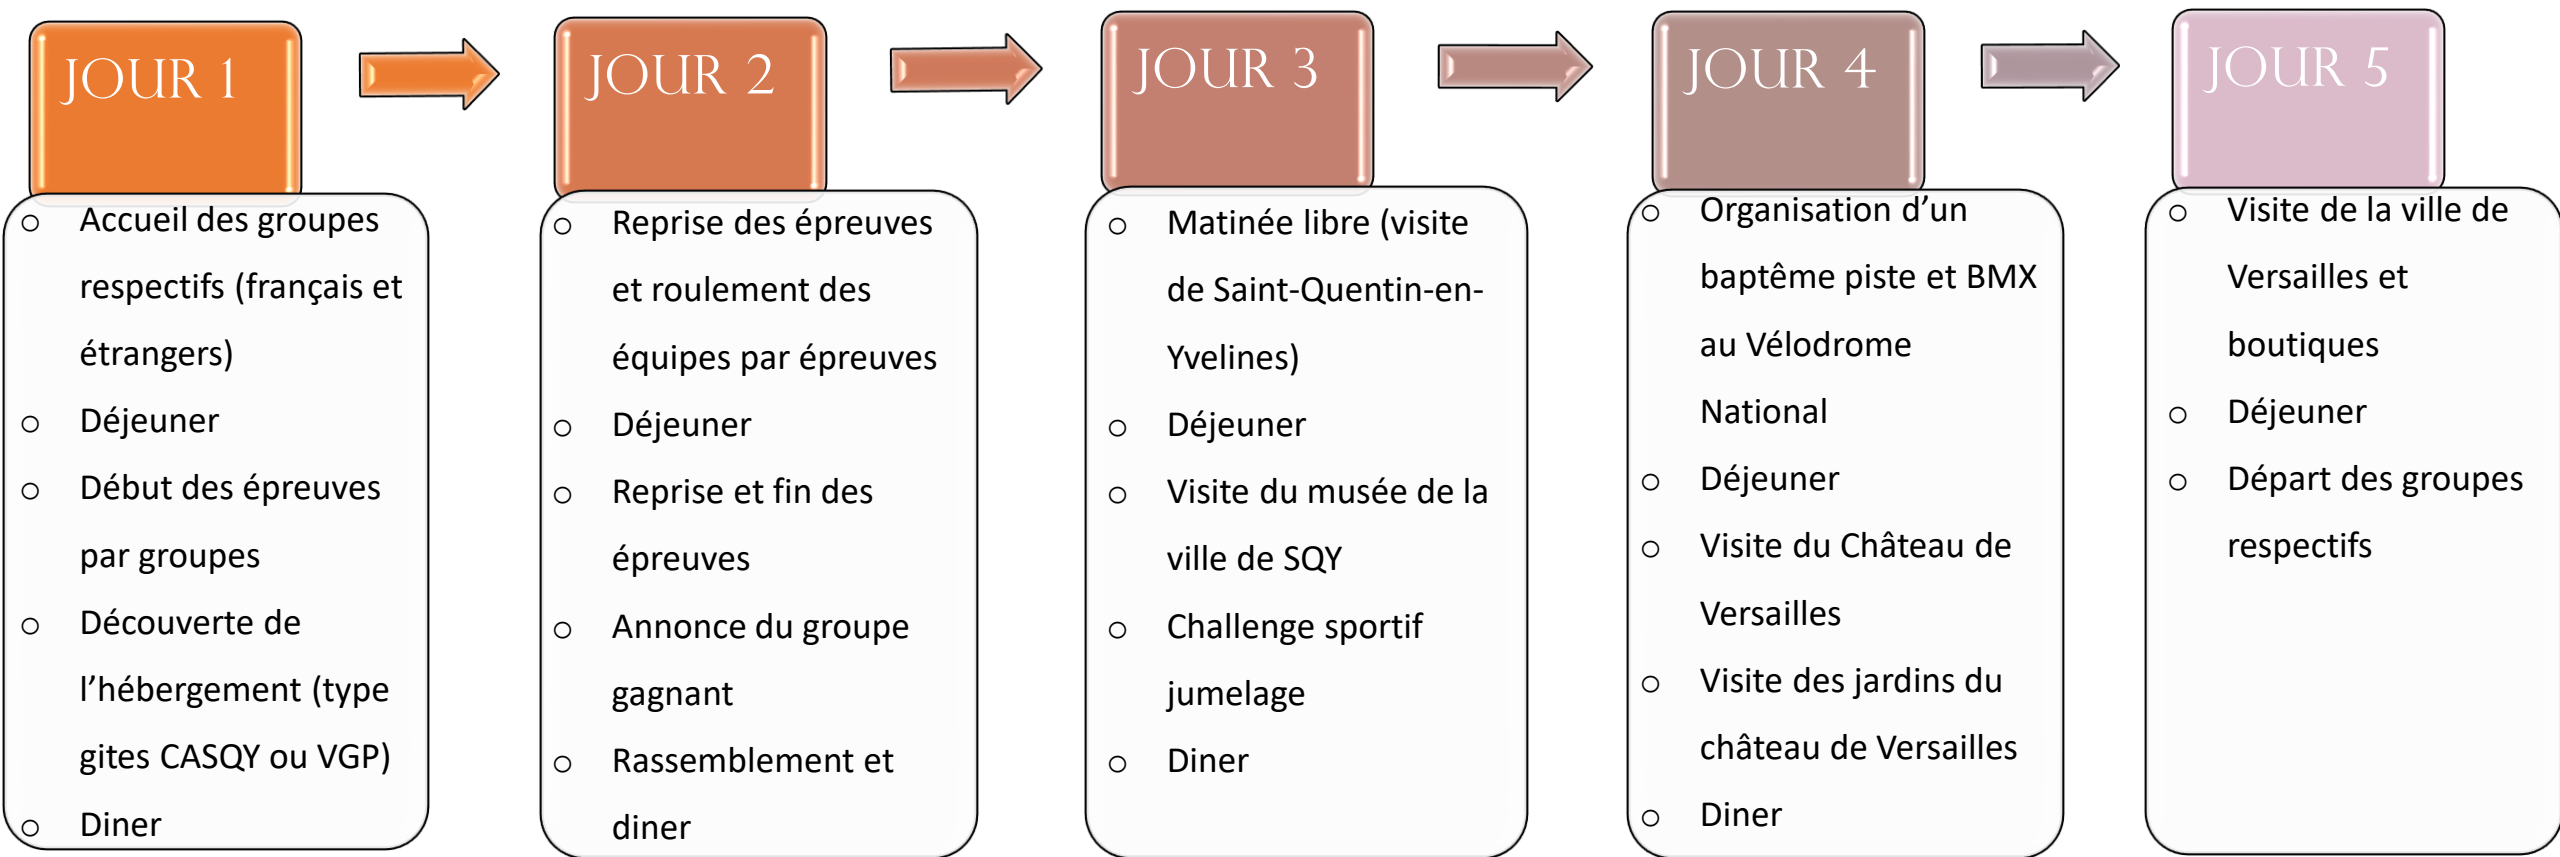 JOUR 1
o Accueil des groupes
respectifs (français et
étrangers)
o Déjeuner
o Début des épreuves
par groupes
o Découverte de
l’hébergement (type
gites CASQY ou VGP)
o Diner
JOUR 2
o Reprise des épreuves
et roulement des
équipes par épreuves
o Déjeuner
o Reprise et fin des
épreuves
o Annonce du groupe
gagnant
o Rassemblement et
diner
JOUR 3
o Matinée libre (visite
de Saint-Quentin-en-
Yvelines)
o Déjeuner
o Visite du musée de la
ville de SQY
o Challenge sportif
jumelage
o Diner
JOUR 4
o Organisation d’un
baptême piste et BMX
au Vélodrome
National
o Déjeuner
o Visite du Château de
Versailles
o Visite des jardins du
château de Versailles
o Diner
JOUR 5
o Visite de la ville de
Versailles et
boutiques
o Déjeuner
o Départ des groupes
respectifs